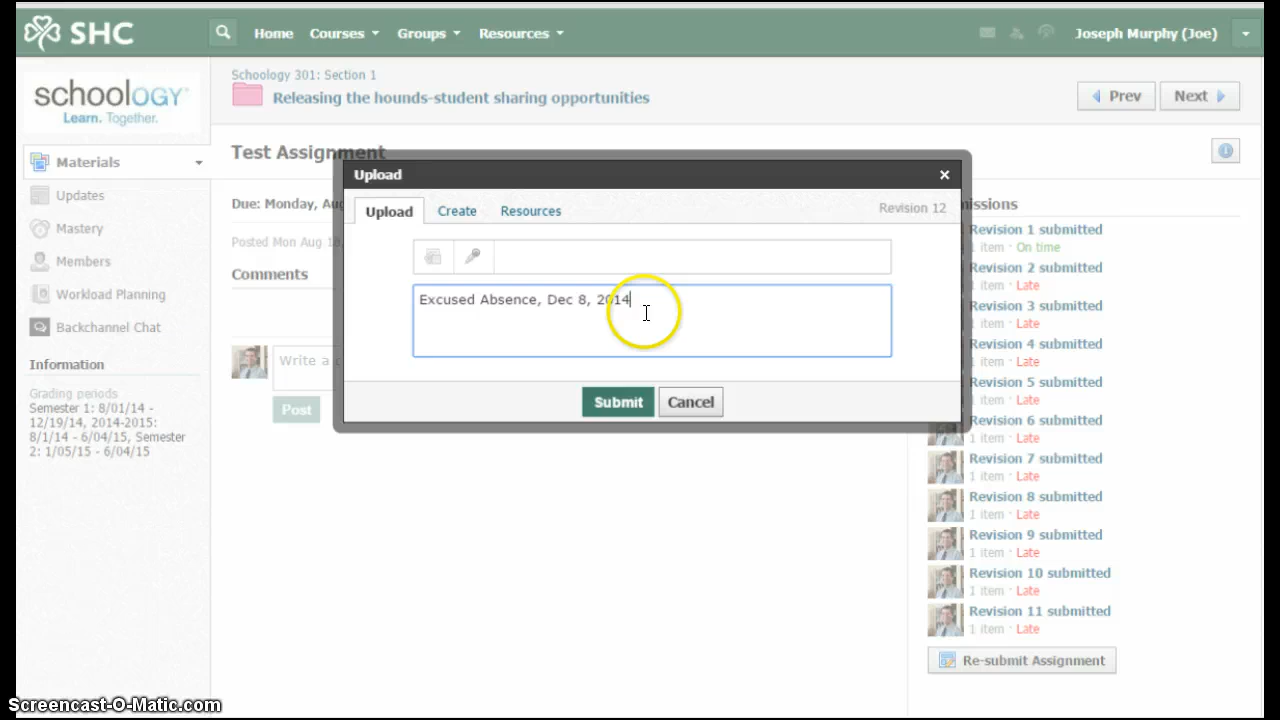 SHC
Home Courses Groups Resources
Joseph Murphy (Joe)
schoology
Learn. Together.
Schoology 301: Section 1
Releasing the hounds-student sharing opportunities
Prev
Next
Materials
Updates
Mastery
Members
Workload Planning
Backchannel Chat
Information
Grading periods
Semester 1: 8/01/14 -
12/19/14, 2014-2015:
8/1/14 - 6/04/15, Semester
2: 1/05/15 - 6/04/15
Test Assignment
Due: Monday,
Posted Mon Aug
Comments
Write a
Post
Upload ×
Upload Create Resources Revision 12
Excused Absence, Dec 8, 2014
Submit Cancel
Revision 1 submitted
1 item · On time
Revision 2 submitted
1 item · Late
Revision 3 submitted
1 item · Late
Revision 4 submitted
1 item · Late
Revision 5 submitted
1 item · Late
Revision 6 submitted
1 item · Late
Revision 7 submitted
1 item · Late
Revision 8 submitted
1 item · Late
Revision 9 submitted
1 item · Late
Revision 10 submitted
1 item · Late
Revision 11 submitted
1 item · Late
Re-submit Assignment
Screencast-O-Matic.com